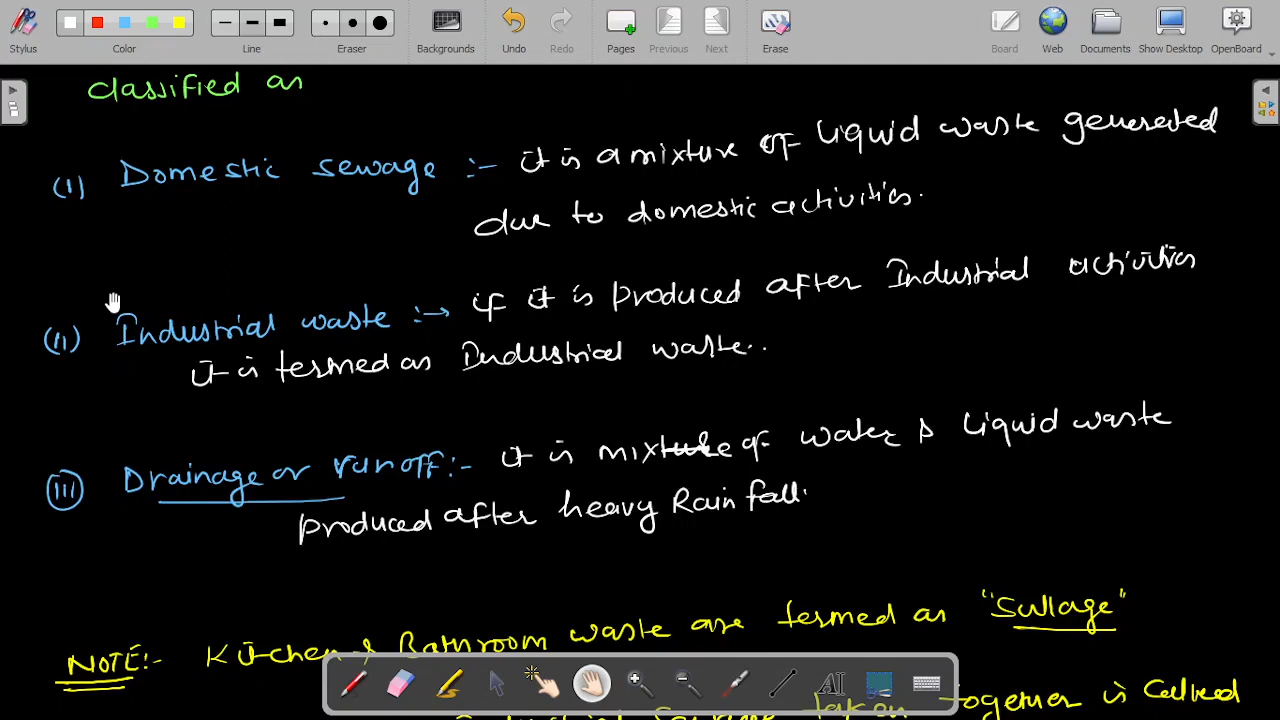 Stylus Color Line Eraser Backgrounds Undo Redo Pages Previous Next Erase Board Web Documents Show Desktop OpenBoard
classified as
(I) Domestic sewage :- it is a mixture of Liquid waste generated
due to domestic activities.
(II) Industrial waste :→ if it is produced after Industrial activities
it is termed as Industrial waste..
(III) Drainage or runoff:- it is mixture of water & Liquid waste
produced after heavy Rainfall.
NOTE:- Kitchen & Bathroom waste are termed as "Sullage"
taken together is called